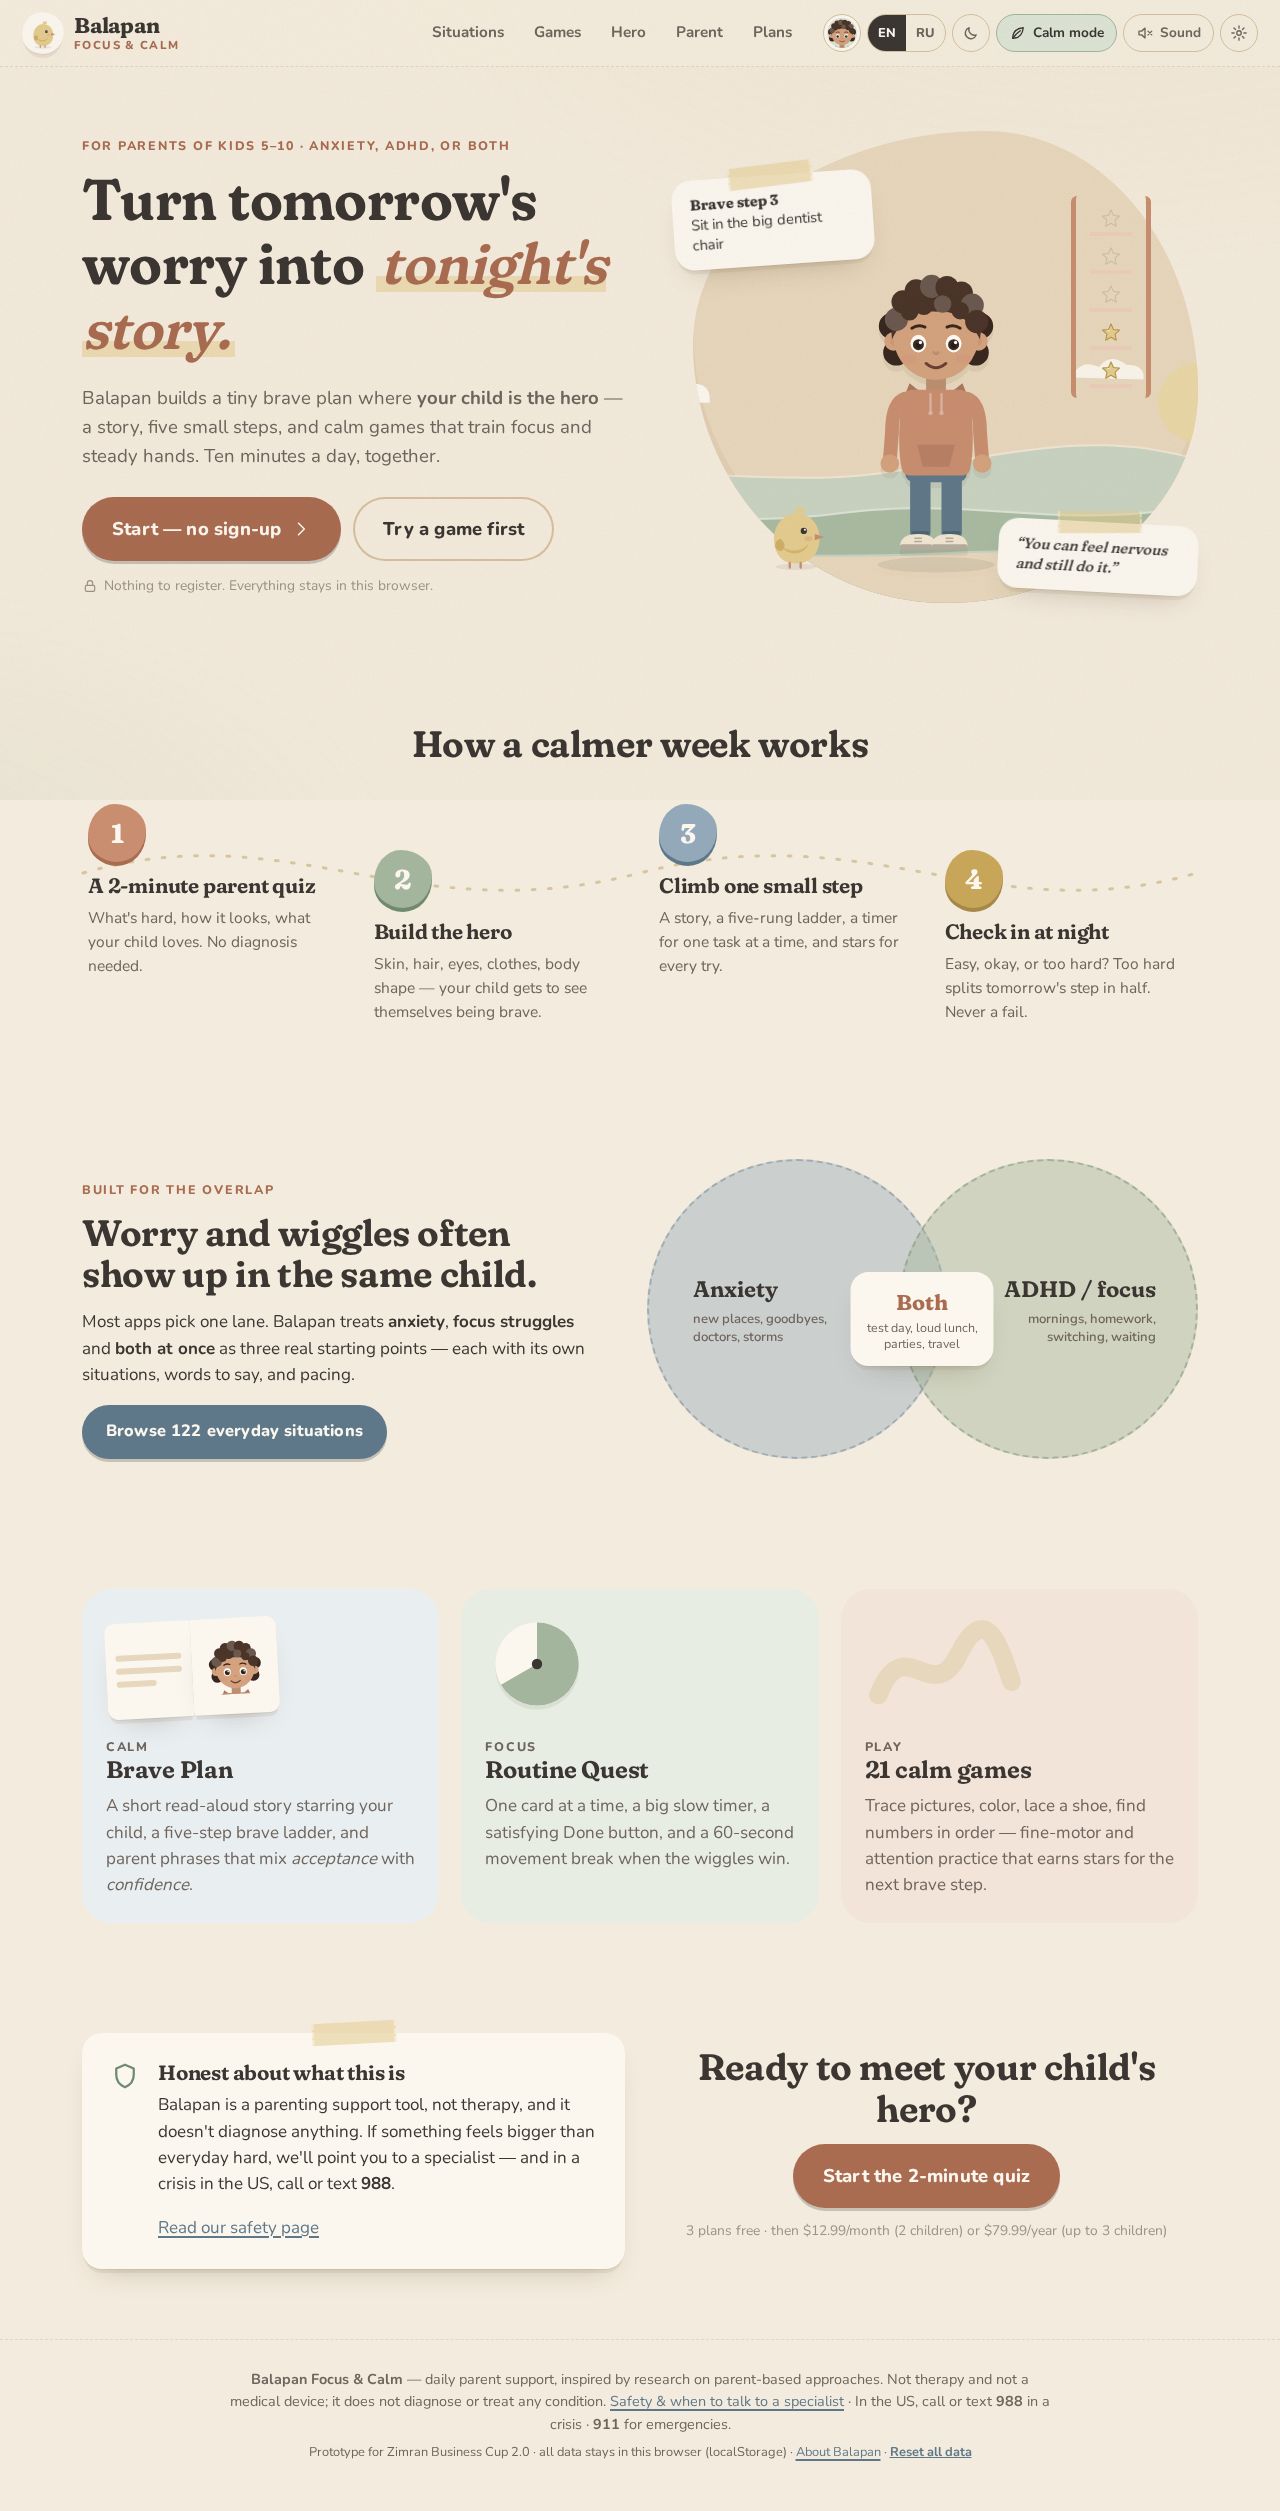 Balapan
FOCUS & CALM
Situations
Games
Hero
Parent
Plans
EN
RU
Calm mode
Sound
FOR PARENTS OF KIDS 5–10 · ANXIETY, ADHD, OR BOTH
Turn tomorrow's
worry into tonight's
story.
Balapan builds a tiny brave plan where your child is the hero —
a story, five small steps, and calm games that train focus and
steady hands. Ten minutes a day, together.
Start — no sign-up
Try a game first
Nothing to register. Everything stays in this browser.
Brave step 3
Sit in the big dentist
chair
“You can feel nervous
and still do it.”
How a calmer week works
1
A 2-minute parent quiz
What's hard, how it looks, what
your child loves. No diagnosis
needed.
2
Build the hero
Skin, hair, eyes, clothes, body
shape — your child gets to see
themselves being brave.
3
Climb one small step
A story, a five-rung ladder, a timer
for one task at a time, and stars for
every try.
4
Check in at night
Easy, okay, or too hard? Too hard
splits tomorrow's step in half.
Never a fail.
BUILT FOR THE OVERLAP
Worry and wiggles often
show up in the same child.
Most apps pick one lane. Balapan treats anxiety, focus struggles
and both at once as three real starting points — each with its own
situations, words to say, and pacing.
Browse 122 everyday situations
Anxiety
new places, goodbyes,
doctors, storms
Both
test day, loud lunch,
parties, travel
ADHD / focus
mornings, homework,
switching, waiting
CALM
Brave Plan
A short read-aloud story starring your
child, a five-step brave ladder, and
parent phrases that mix acceptance with
confidence.
FOCUS
Routine Quest
One card at a time, a big slow timer, a
satisfying Done button, and a 60-second
movement break when the wiggles win.
PLAY
21 calm games
Trace pictures, color, lace a shoe, find
numbers in order — fine-motor and
attention practice that earns stars for the
next brave step.
Honest about what this is
Balapan is a parenting support tool, not therapy, and it
doesn't diagnose anything. If something feels bigger than
everyday hard, we'll point you to a specialist — and in a
crisis in the US, call or text 988.
Read our safety page
Ready to meet your child's
hero?
Start the 2-minute quiz
3 plans free · then $12.99/month (2 children) or $79.99/year (up to 3 children)
Balapan Focus & Calm — daily parent support, inspired by research on parent-based approaches. Not therapy and not a
medical device; it does not diagnose or treat any condition. Safety & when to talk to a specialist · In the US, call or text 988 in a
crisis · 911 for emergencies.
Prototype for Zimran Business Cup 2.0 · all data stays in this browser (localStorage) · About Balapan · Reset all data